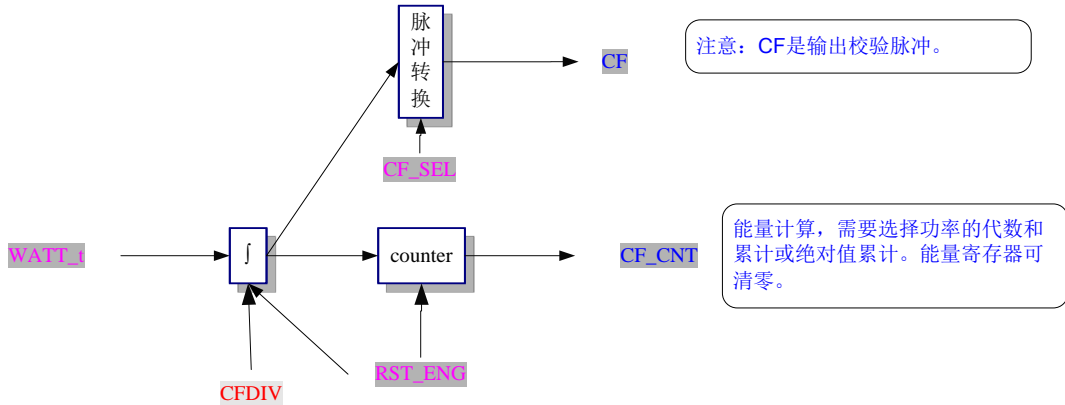 脉
冲
转
换
CF
注意：CF是输出校验脉冲。
CF_SEL
WATT_t
∫
counter
CF_CNT
能量计算，需要选择功率的代数和
累计或绝对值累计。能量寄存器可
清零。
CFDIV
RST_ENG